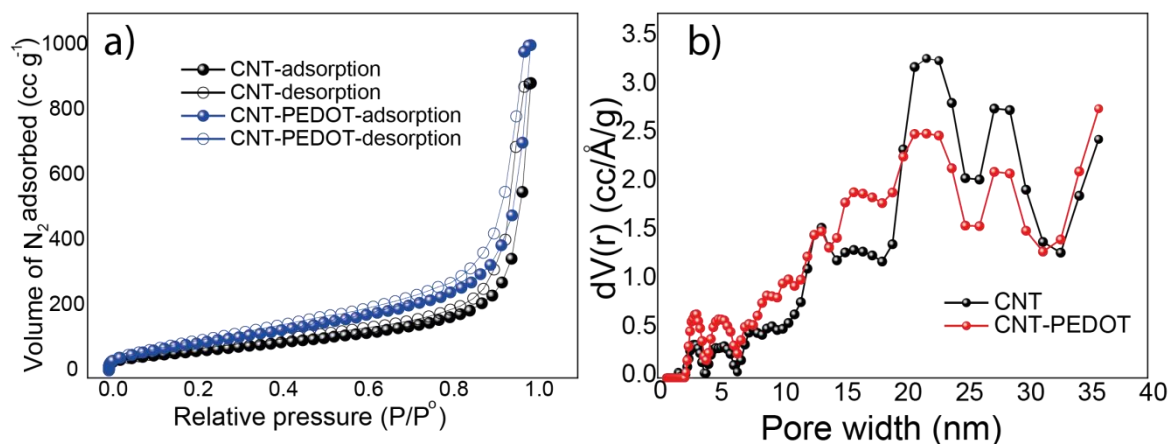 a)
Volume of N₂ adsorbed (cc g⁻¹)
1000
800
600
400
200
0
CNT-adsorption
CNT-desorption
CNT-PEDOT-adsorption
CNT-PEDOT-desorption
0.0 0.2 0.4 0.6 0.8 1.0
Relative pressure (P/P°)
b)
dV(r) (cc/Å/g)
3.5
3.0
2.5
2.0
1.5
1.0
0.5
0.0
CNT
CNT-PEDOT
0 5 10 15 20 25 30 35 40
Pore width (nm)